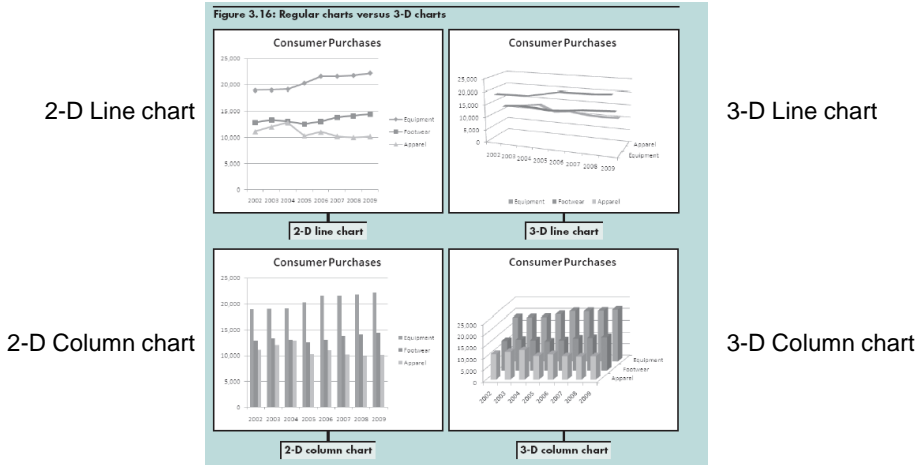 Figure 3.16: Regular charts versus 3-D charts
2-D Line chart
Consumer Purchases
25,000
20,000
15,000
10,000
5,000
0
2002 2003 2004 2005 2006 2007 2008 2009
Equipment
Footwear
Apparel
2-D line chart
3-D Line chart
Consumer Purchases
25,000
20,000
15,000
10,000
5,000
0
2002 2003 2004 2005 2006 2007 2008 2009
Apparel
Equipment
Equipment Footwear Apparel
3-D line chart
2-D Column chart
Consumer Purchases
25,000
20,000
15,000
10,000
5,000
0
2002 2003 2004 2005 2006 2007 2008 2009
Equipment
Footwear
Apparel
2-D column chart
3-D Column chart
Consumer Purchases
25,000
20,000
15,000
10,000
5,000
0
2002 2003 2004 2005 2006 2007 2008 2009
Equipment
Footwear
Apparel
3-D column chart